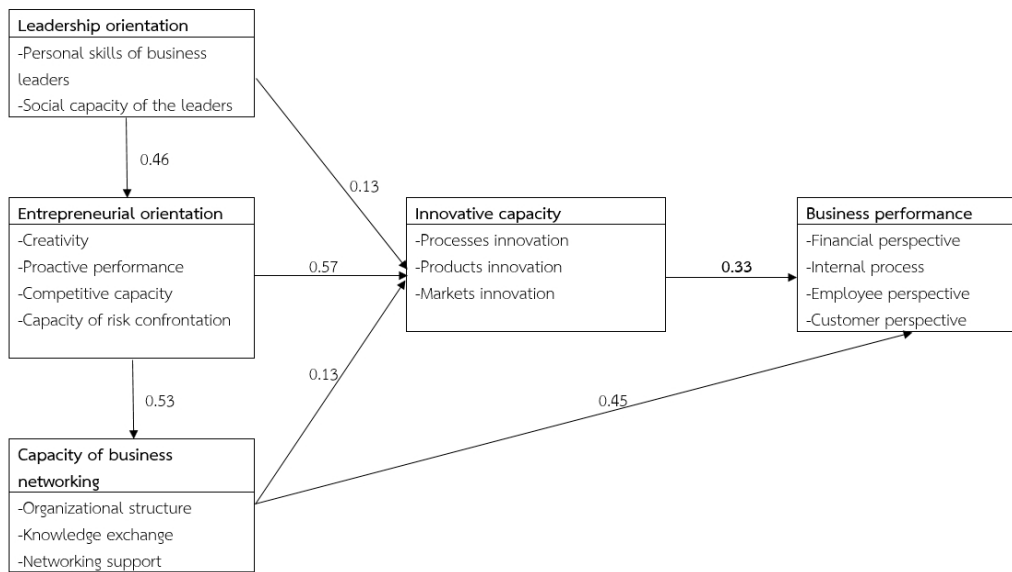 Leadership orientation
-Personal skills of business
leaders
-Social capacity of the leaders
0.46
0.13
Entrepreneurial orientation
-Creativity
-Proactive performance
-Competitive capacity
-Capacity of risk confrontation
0.57
Innovative capacity
-Processes innovation
-Products innovation
-Markets innovation
0.33
Business performance
-Financial perspective
-Internal process
-Employee perspective
-Customer perspective
0.53
0.13
0.45
Capacity of business
networking
-Organizational structure
-Knowledge exchange
-Networking support